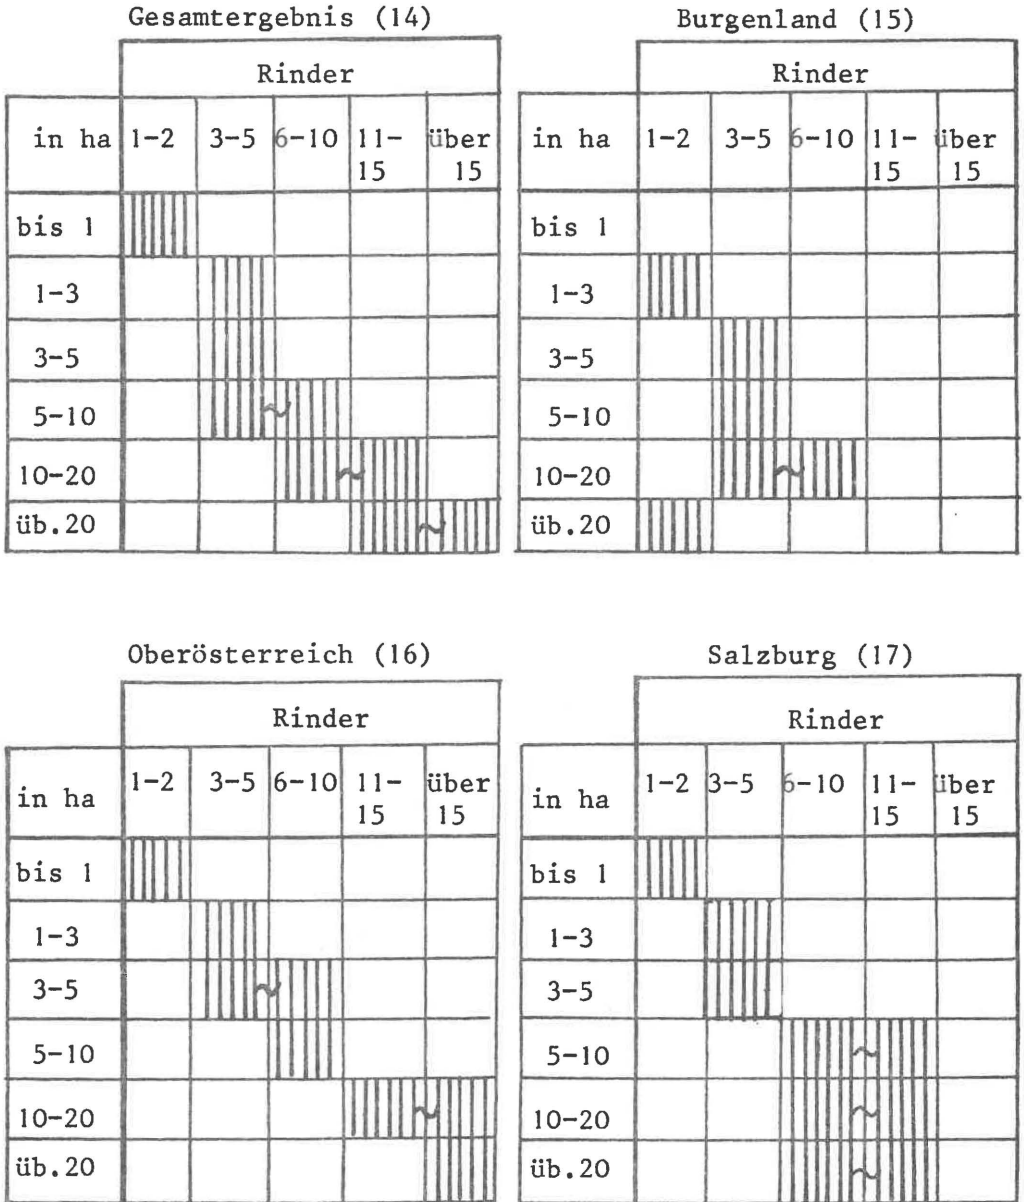 Gesamtergebnis (14)
Rinder
in ha 1-2 3-5 6-10 11- über
15 15
bis 1
1-3
3-5
5-10 ~
10-20 ~
üb.20 ~
Burgenland (15)
Rinder
in ha 1-2 3-5 6-10 11- über
15 15
bis 1
1-3
3-5
5-10
10-20 ~
üb.20
Oberösterreich (16)
Rinder
in ha 1-2 3-5 6-10 11- über
15 15
bis 1
1-3
3-5 ~
5-10
10-20 ~
üb.20
Salzburg (17)
Rinder
in ha 1-2 3-5 6-10 11- über
15 15
bis 1
1-3
3-5
5-10 ~
10-20 ~
üb.20 ~